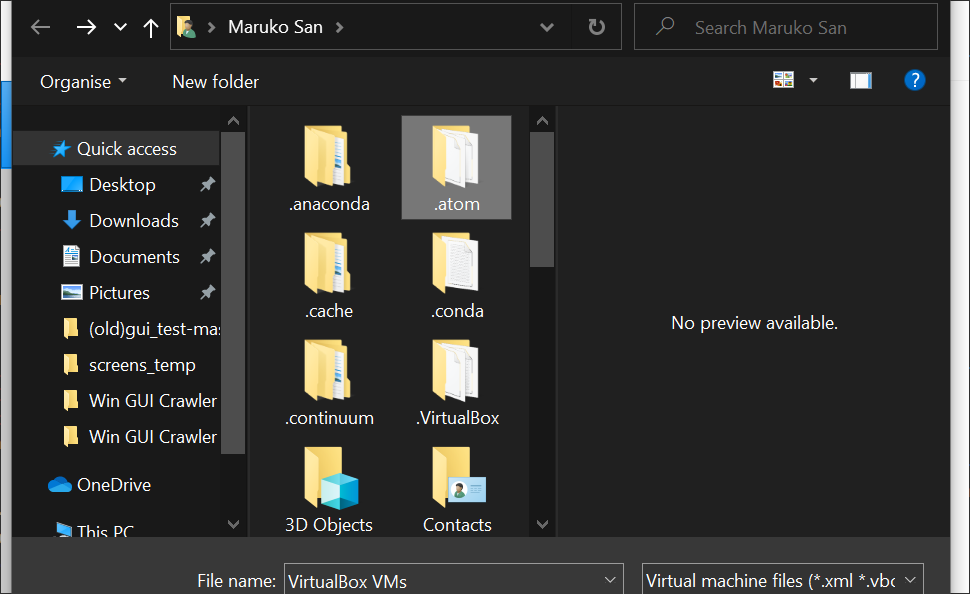 Maruko San
Search Maruko San
Organise
New folder
?
Quick access
Desktop
Downloads
Documents
Pictures
(old)gui_test-mas
screens_temp
Win GUI Crawler
Win GUI Crawler
OneDrive
This PC
.anaconda
.atom
.cache
.conda
.continuum
.VirtualBox
3D Objects
Contacts
No preview available.
File name:
VirtualBox VMs
Virtual machine files (*.xml *.vbo